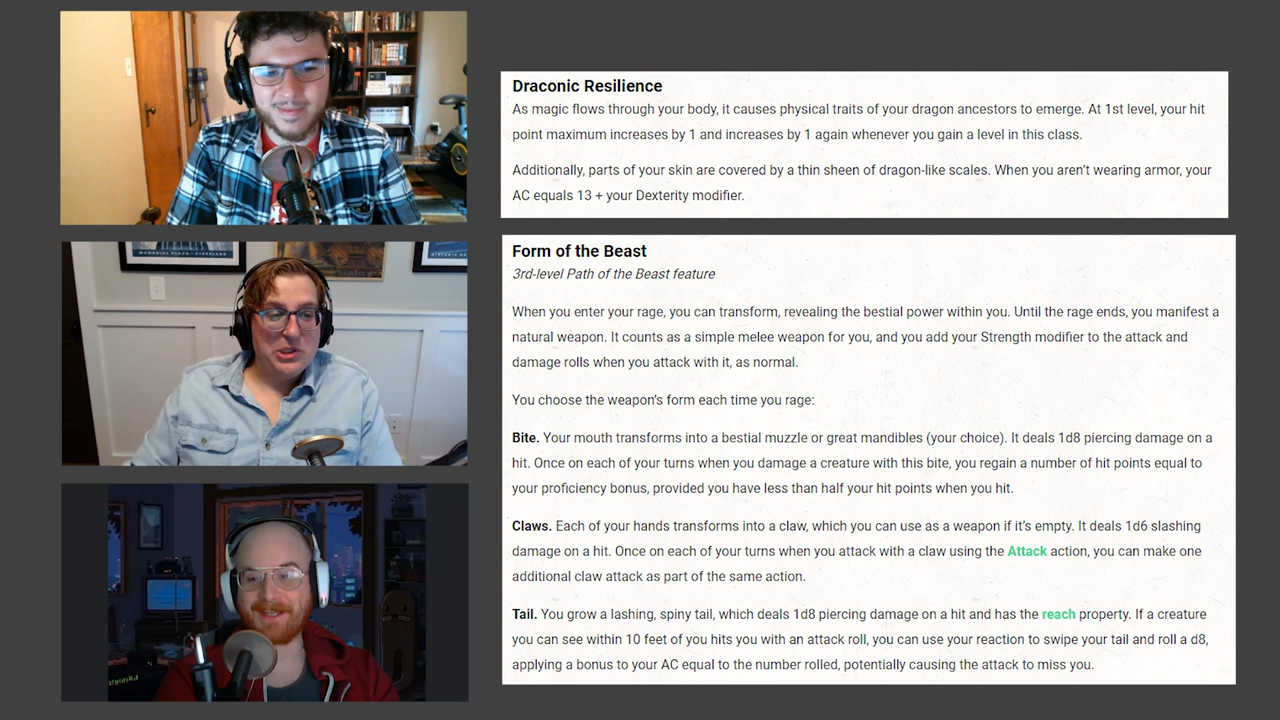 MEMORIAL PLAZA - CLEVELAND
Draconic Resilience
As magic flows through your body, it causes physical traits of your dragon ancestors to emerge. At 1st level, your hit
point maximum increases by 1 and increases by 1 again whenever you gain a level in this class.
Additionally, parts of your skin are covered by a thin sheen of dragon-like scales. When you aren't wearing armor, your
AC equals 13 + your Dexterity modifier.
Form of the Beast
3rd-level Path of the Beast feature
When you enter your rage, you can transform, revealing the bestial power within you. Until the rage ends, you manifest a
natural weapon. It counts as a simple melee weapon for you, and you add your Strength modifier to the attack and
damage rolls when you attack with it, as normal.
You choose the weapon's form each time you rage:
Bite. Your mouth transforms into a bestial muzzle or great mandibles (your choice). It deals 1d8 piercing damage on a
hit. Once on each of your turns when you damage a creature with this bite, you regain a number of hit points equal to
your proficiency bonus, provided you have less than half your hit points when you hit.
Claws. Each of your hands transforms into a claw, which you can use as a weapon if it's empty. It deals 1d6 slashing
damage on a hit. Once on each of your turns when you attack with a claw using the Attack action, you can make one
additional claw attack as part of the same action.
Tail. You grow a lashing, spiny tail, which deals 1d8 piercing damage on a hit and has the reach property. If a creature
you can see within 10 feet of you hits you with an attack roll, you can use your reaction to swipe your tail and roll a d8,
applying a bonus to your AC equal to the number rolled, potentially causing the attack to miss you.